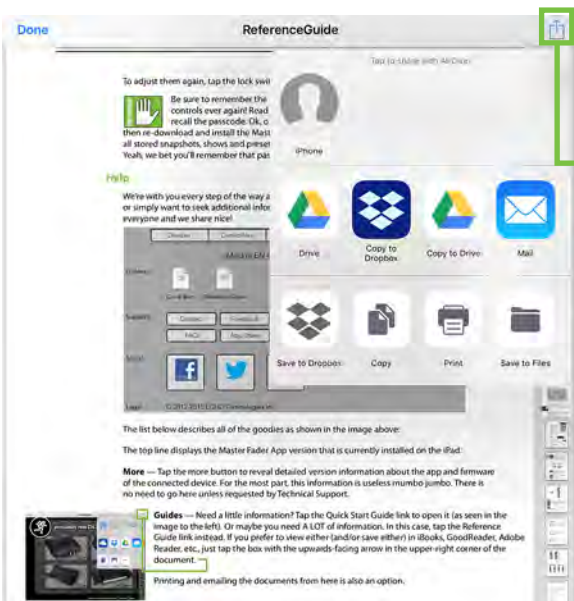 Done
ReferenceGuide
Tap to share with AirDrop
To adjust them again, tap the lock swit
Be sure to remember the
controls ever again! Read
recall the passcode. Ok, o
then re-download and install the Mast
all stored snapshots, shows and preset
Yeah, we bet you'll remember that pas
iPhone
Help
We're with you every step of the way a
or simply want to seek additional infor
everyone and we share nice!
Drive
Copy to
Dropbox
Copy to Drive
Mail
Save to Dropbox
Copy
Print
Save to Files
Support
Legal
The list below describes all of the goodies as shown in the image above:
The top line displays the Master Fader App version that is currently installed on the iPad.
More — Tap the more button to reveal detailed version information about the app and firmware
of the connected device. For the most part, this information is useless mumbo jumbo. There is
no need to go here unless requested by Technical Support.
Guides — Need a little information? Tap the Quick Start Guide link to open it (as seen in the
image to the left). Or maybe you need A LOT of information. In this case, tap the Reference
Guide link instead. If you prefer to view either (and/or save either) in iBooks, GoodReader, Adobe
Reader, etc., just tap the box with the upwards-facing arrow in the upper-right corner of the
document.
Printing and emailing the documents from here is also an option.